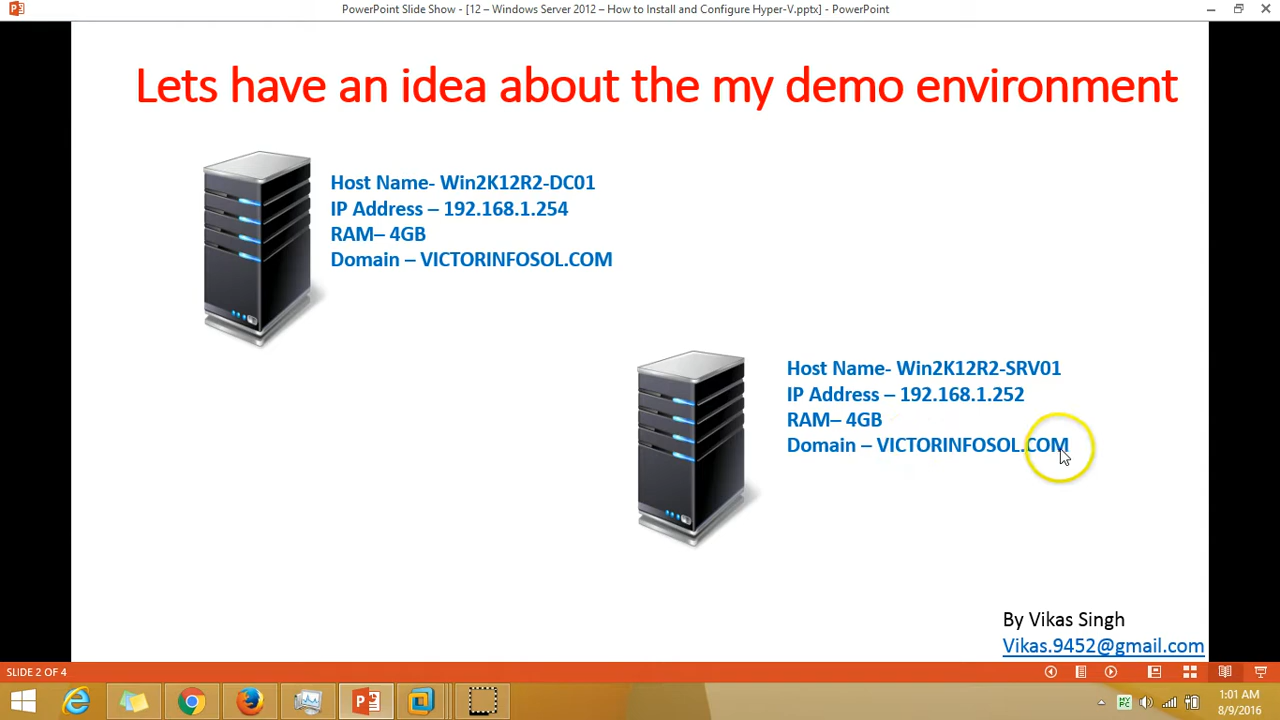 PowerPoint Slide Show - [12 – Windows Server 2012 – How to Install and Configure Hyper-V.pptx] - PowerPoint
Lets have an idea about the my demo environment
Host Name- Win2K12R2-DC01
IP Address – 192.168.1.254
RAM– 4GB
Domain – VICTORINFOSOL.COM
Host Name- Win2K12R2-SRV01
IP Address – 192.168.1.252
RAM– 4GB
Domain – VICTORINFOSOL.COM
By Vikas Singh
Vikas.9452@gmail.com
SLIDE 2 OF 4
MY PC
1:01 AM
8/9/2016